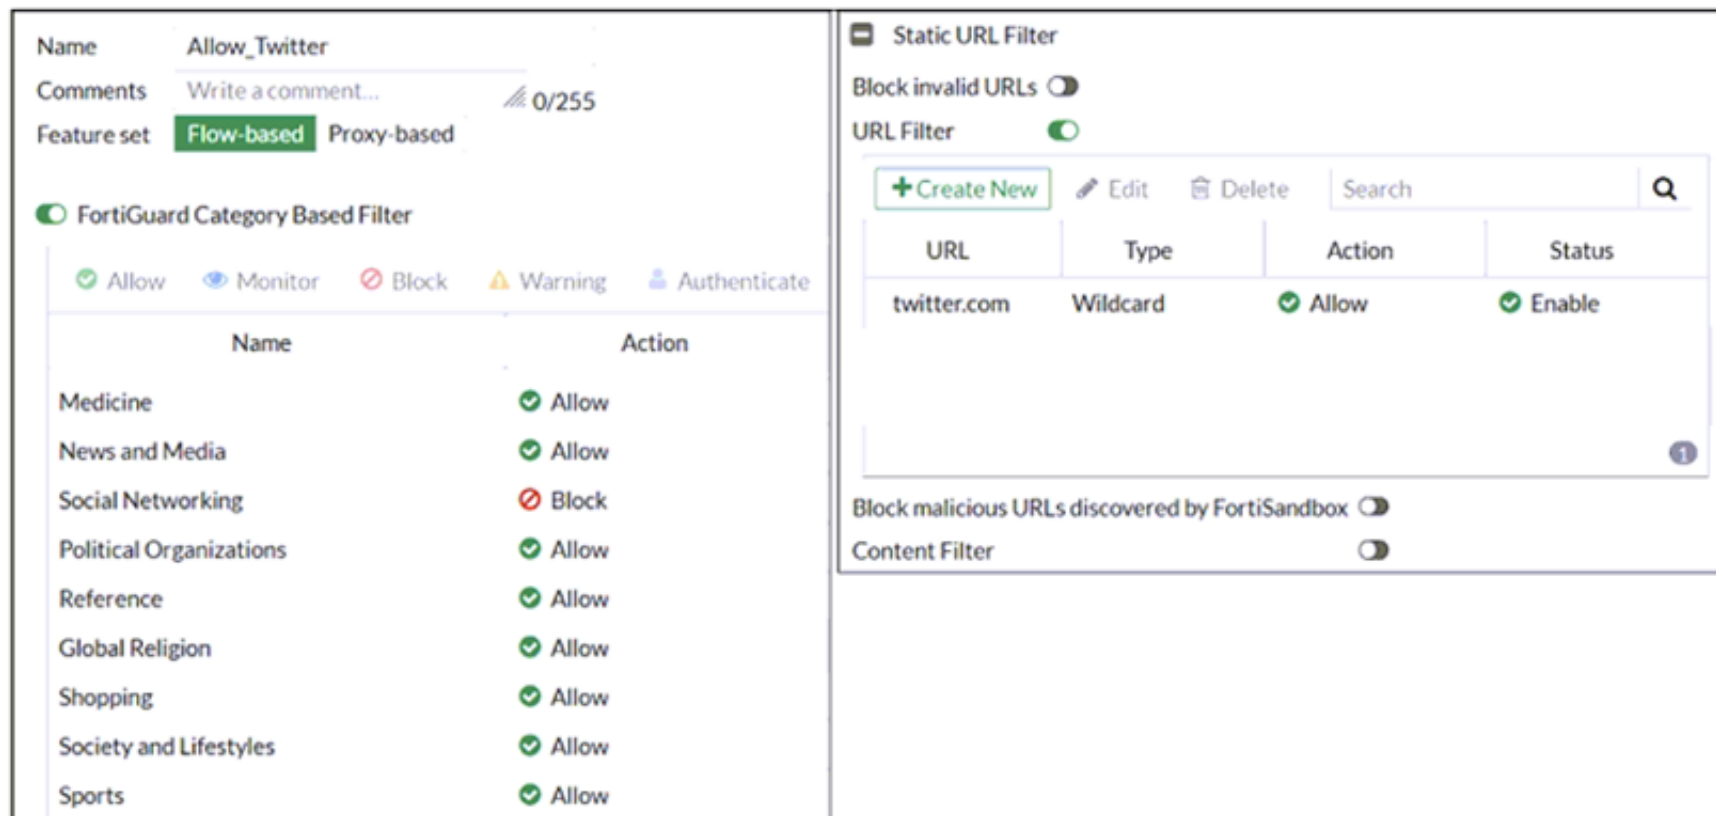 Name Allow_Twitter
Comments Write a comment... 0/255
Feature set Flow-based Proxy-based
FortiGuard Category Based Filter
Allow Monitor Block Warning Authenticate
Name Action
Medicine Allow
News and Media Allow
Social Networking Block
Political Organizations Allow
Reference Allow
Global Religion Allow
Shopping Allow
Society and Lifestyles Allow
Sports Allow
Static URL Filter
Block invalid URLs
URL Filter
+Create New Edit Delete Search
URL Type Action Status
twitter.com Wildcard Allow Enable
1
Block malicious URLs discovered by FortiSandbox
Content Filter